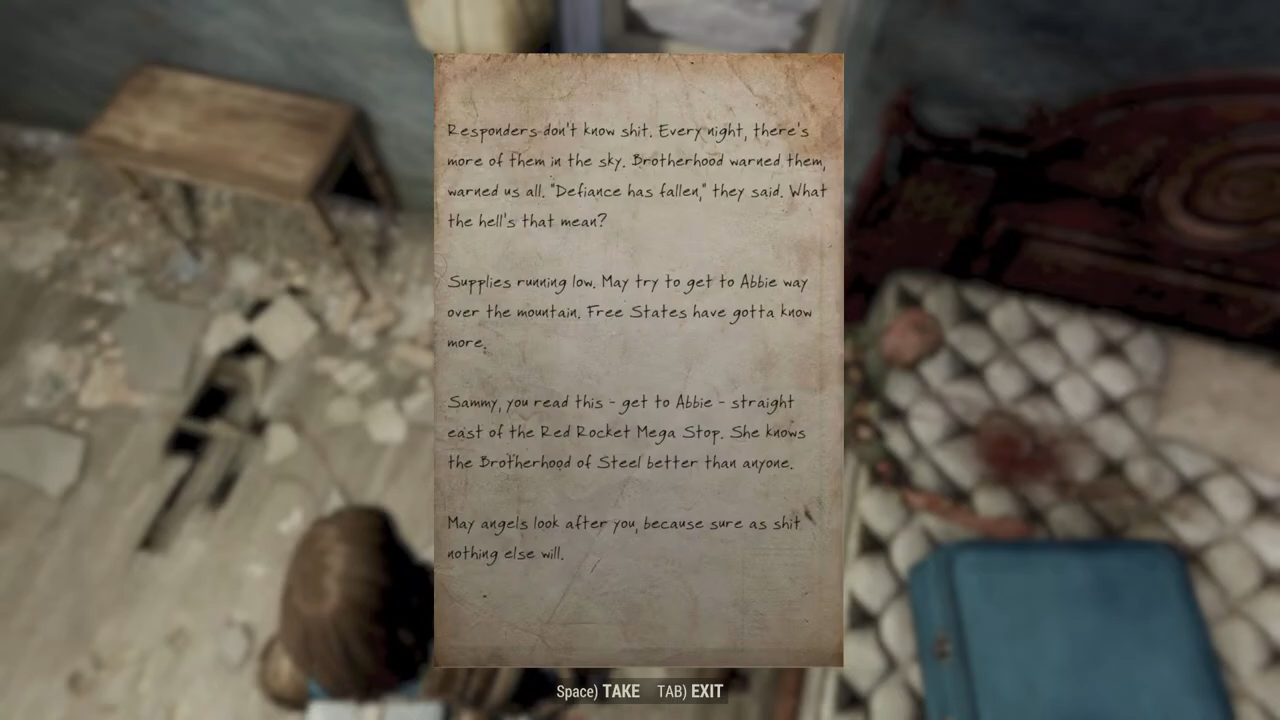 Responders don't know shit. Every night, there's
more of them in the sky. Brotherhood warned them,
warned us all. "Defiance has fallen," they said. What
the hell's that mean?
Supplies running low. May try to get to Abbie way
over the mountain. Free States have gotta know
more.
Sammy, you read this - get to Abbie - straight
east of the Red Rocket Mega Stop. She knows
the Brotherhood of Steel better than anyone.
May angels look after you, because sure as shit
nothing else will.
Space) TAKE TAB) EXIT